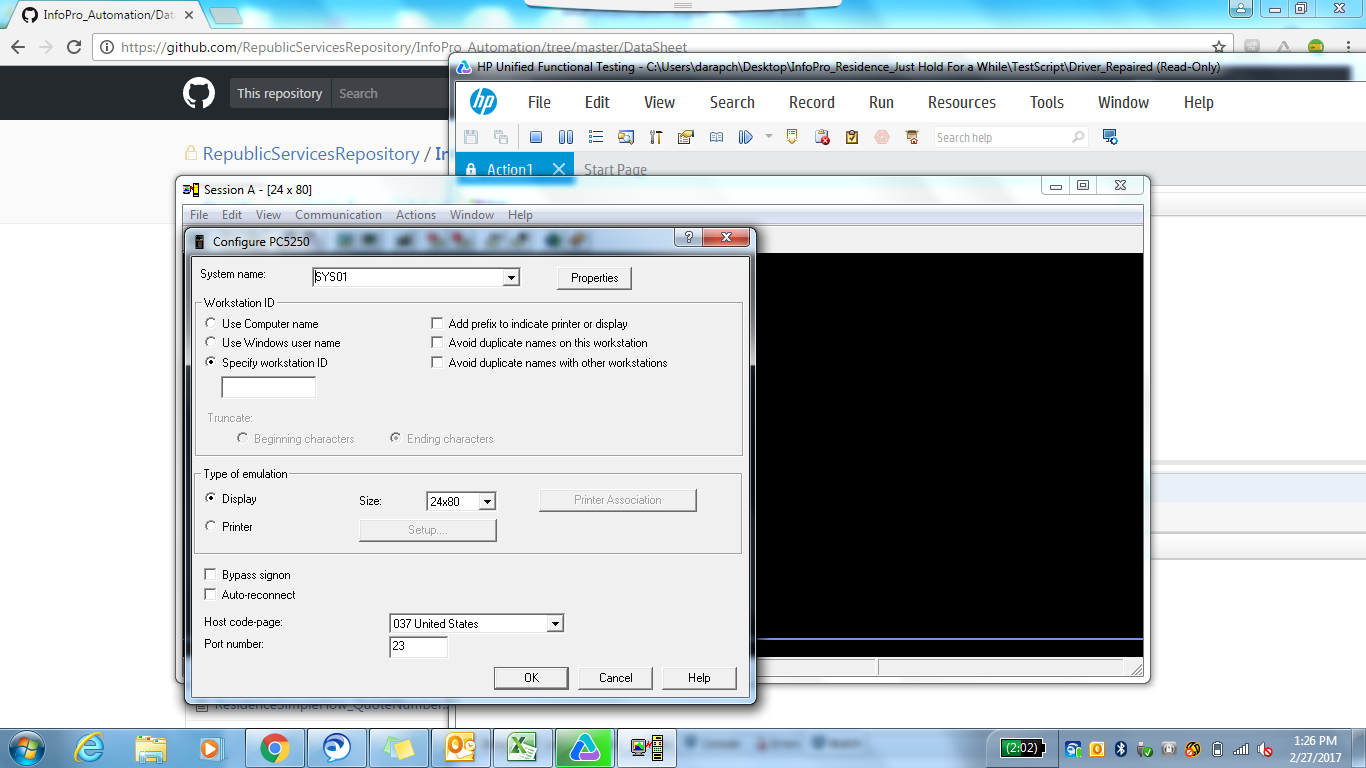 InfoPro_Automation/Data
https://github.com/RepublicServicesRepository/InfoPro_Automation/tree/master/DataSheet
HP Unified Functional Testing - C:\Users\darapch\Desktop\InfoPro_Residence_Just Hold For a While\TestScript\Driver_Repaired (Read-Only)
This repository
Search
hp
File Edit View Search Record Run Resources Tools Window Help
Search help
RepublicServicesRepository / In
Action1
Start Page
Session A - [24 x 80]
File Edit View Communication Actions Window Help
Configure PC5250
System name:
SYS01
Properties
Workstation ID
Use Computer name
Add prefix to indicate printer or display
Use Windows user name
Avoid duplicate names on this workstation
Specify workstation ID
Avoid duplicate names with other workstations
Truncate:
Beginning characters
Ending characters
Type of emulation
Display
Size:
24x80
Printer Association
Printer
Setup....
Bypass signon
Auto-reconnect
Host code-page:
037 United States
Port number:
23
OK
Cancel
Help
ResidenceSimpleFlow_QuoteNumber.
(2:02)
1:26 PM
2/27/2017